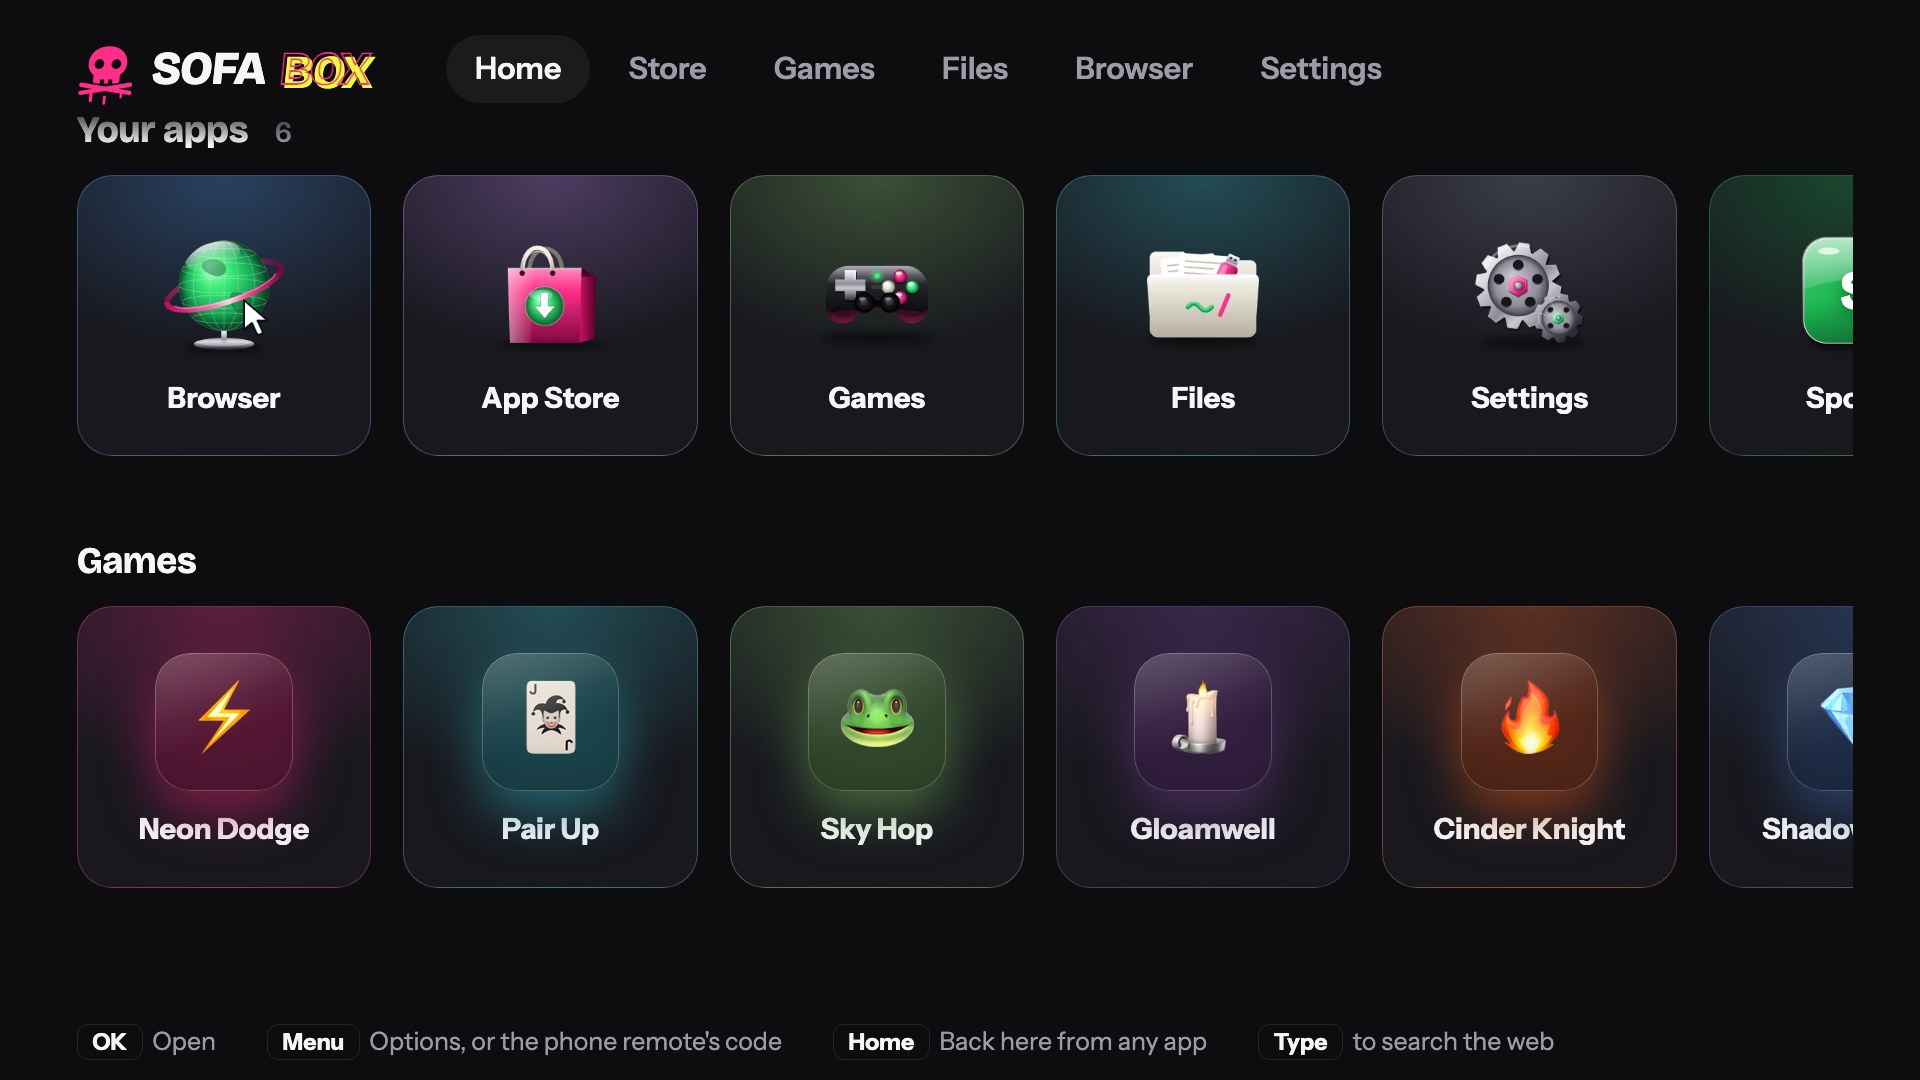 SOFA BOX
Home Store Games Files Browser Settings
Your apps 6
Browser App Store Games Files Settings
Games
J
J
Neon Dodge Pair Up Sky Hop Gloamwell Cinder Knight
OK Open Menu Options, or the phone remote's code Home Back here from any app Type to search the web